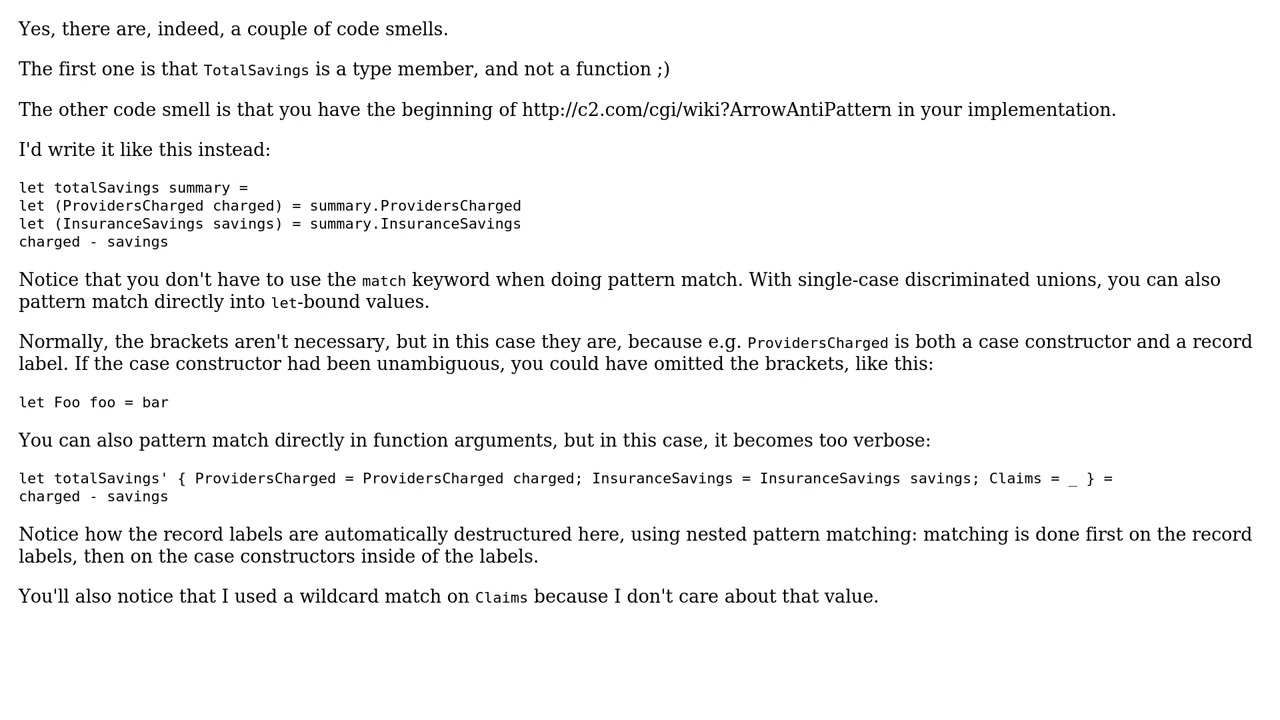 Yes, there are, indeed, a couple of code smells.
The first one is that TotalSavings is a type member, and not a function ;)
The other code smell is that you have the beginning of http://c2.com/cgi/wiki?ArrowAntiPattern in your implementation.
I'd write it like this instead:
let totalSavings summary =
let (ProvidersCharged charged) = summary.ProvidersCharged
let (InsuranceSavings savings) = summary.InsuranceSavings
charged - savings
Notice that you don't have to use the match keyword when doing pattern match. With single-case discriminated unions, you can also
pattern match directly into let-bound values.
Normally, the brackets aren't necessary, but in this case they are, because e.g. ProvidersCharged is both a case constructor and a record
label. If the case constructor had been unambiguous, you could have omitted the brackets, like this:
let Foo foo = bar
You can also pattern match directly in function arguments, but in this case, it becomes too verbose:
let totalSavings' { ProvidersCharged = ProvidersCharged charged; InsuranceSavings = InsuranceSavings savings; Claims = _ } =
charged - savings
Notice how the record labels are automatically destructured here, using nested pattern matching: matching is done first on the record
labels, then on the case constructors inside of the labels.
You'll also notice that I used a wildcard match on Claims because I don't care about that value.